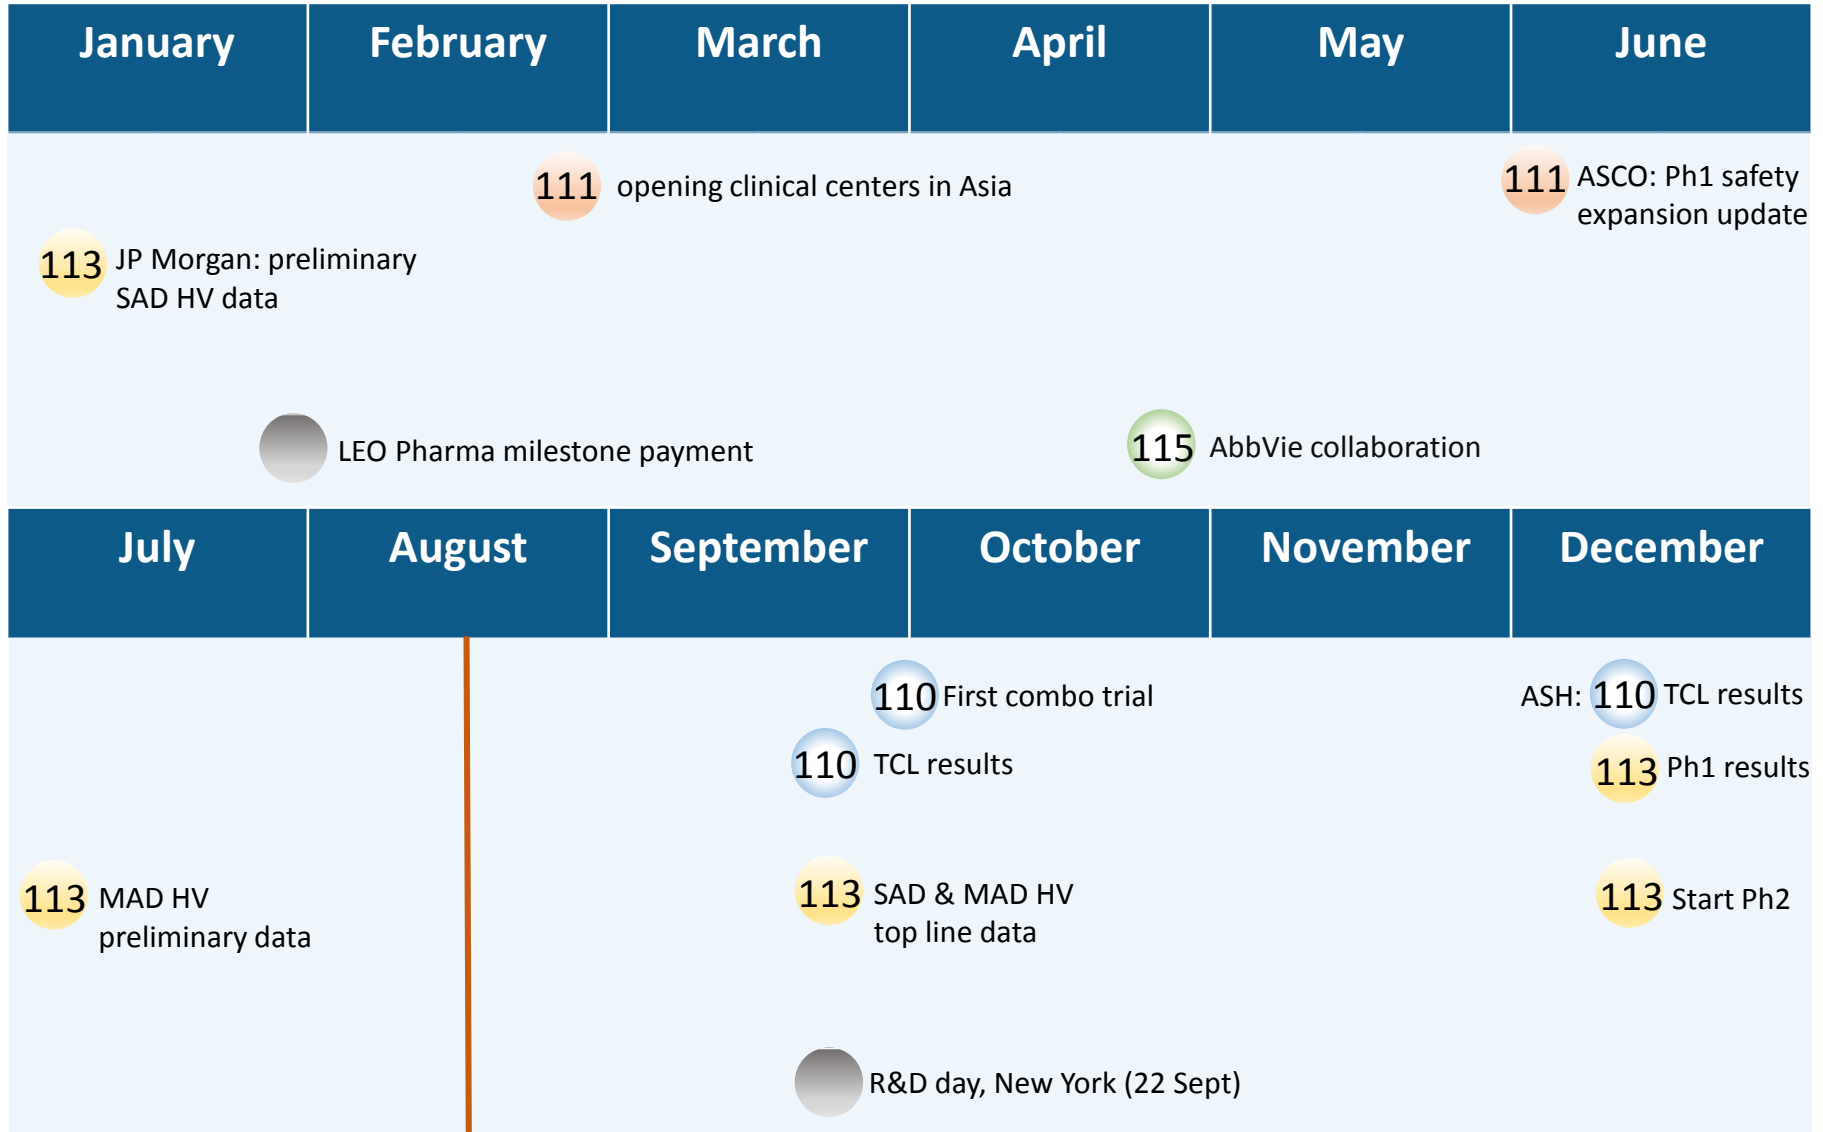 January
February
March
April
May
June
111 opening clinical centers in Asia
111 ASCO: Ph1 safety
expansion update
113 JP Morgan: preliminary
SAD HV data
LEO Pharma milestone payment
115 AbbVie collaboration
July
August
September
October
November
December
110 First combo trial
ASH: 110 TCL results
110 TCL results
113 Ph1 results
113 MAD HV
preliminary data
113 SAD & MAD HV
top line data
113 Start Ph2
R&D day, New York (22 Sept)